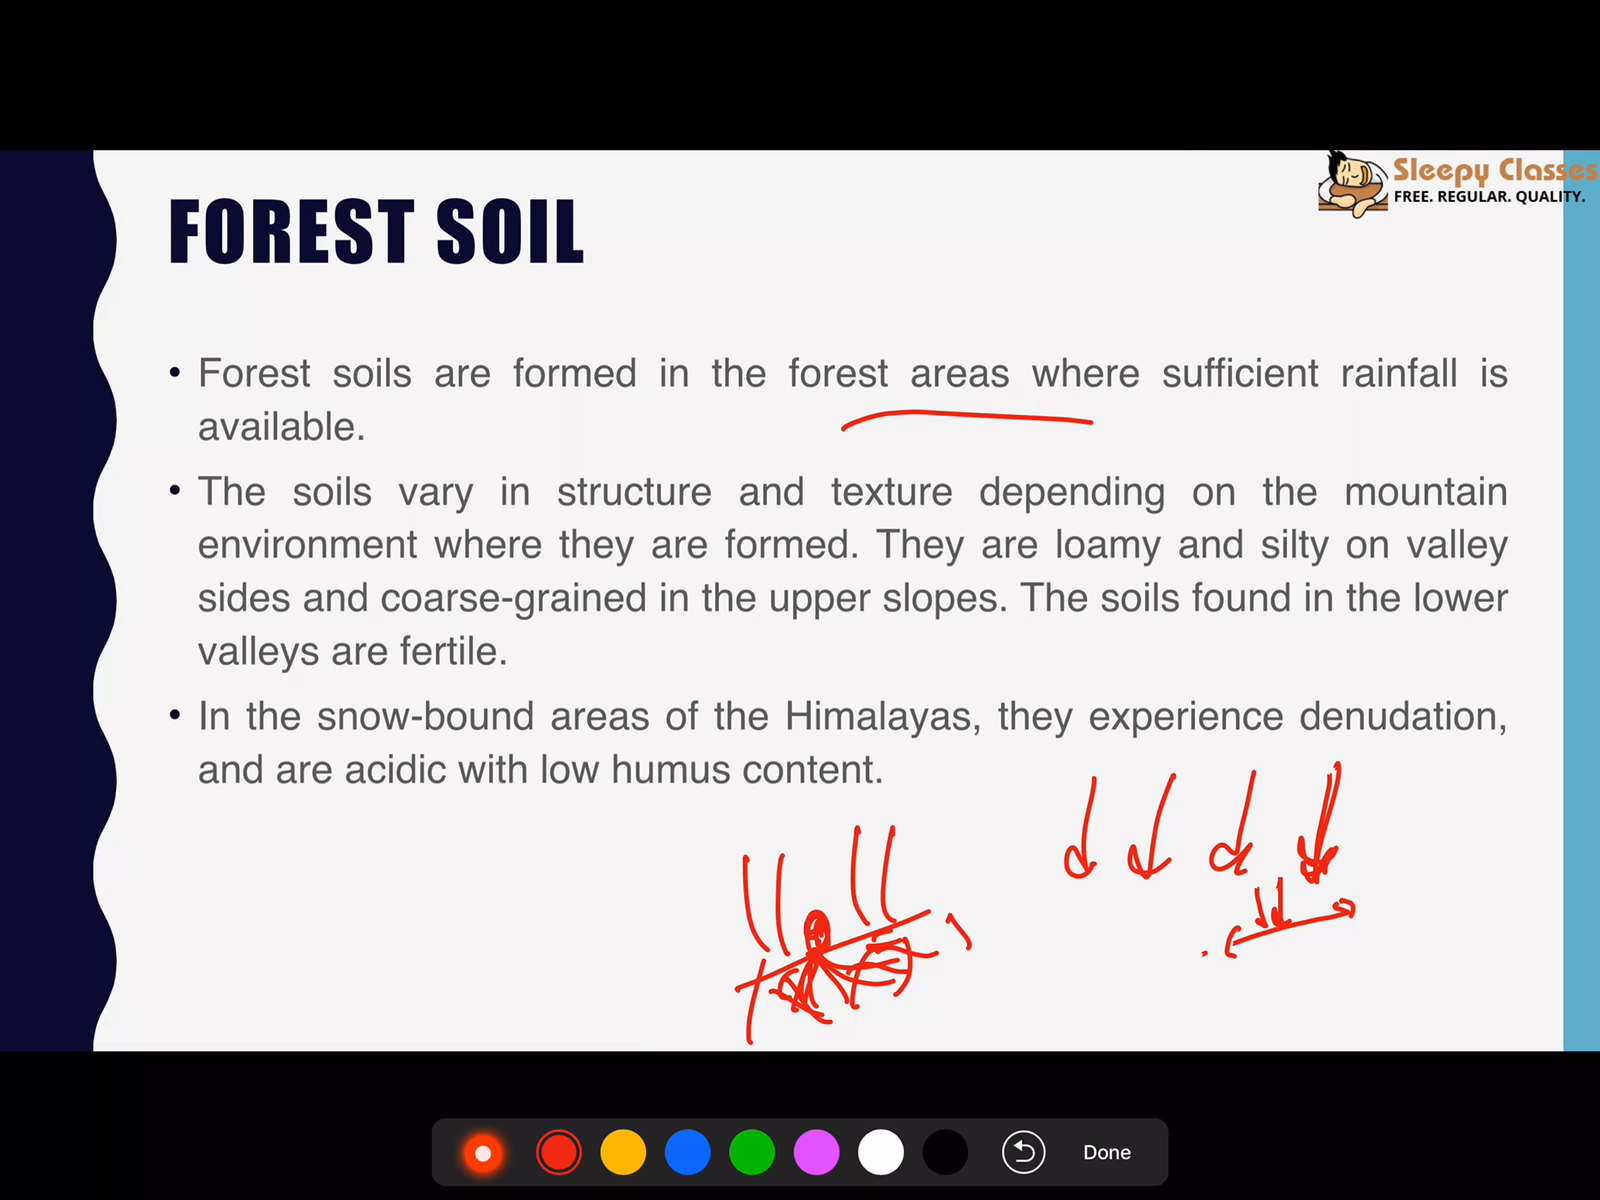 Sleepy Classes
FREE. REGULAR. QUALITY.
FOREST SOIL
• Forest soils are formed in the forest areas where sufficient rainfall is
available.
• The soils vary in structure and texture depending on the mountain
environment where they are formed. They are loamy and silty on valley
sides and coarse-grained in the upper slopes. The soils found in the lower
valleys are fertile.
• In the snow-bound areas of the Himalayas, they experience denudation,
and are acidic with low humus content.
Done